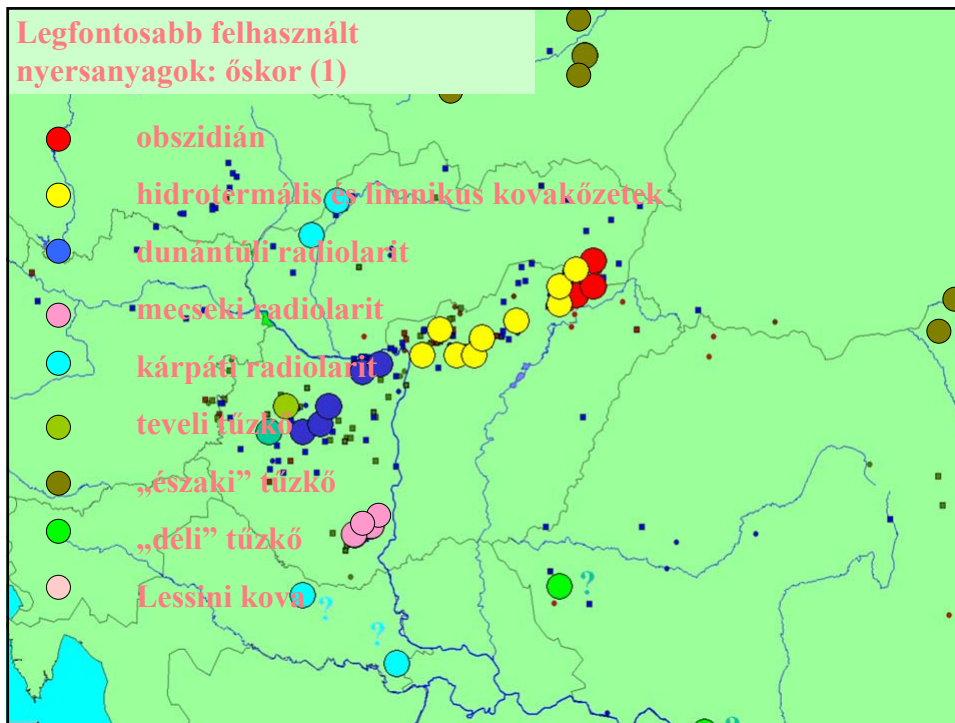 Legfontosabb felhasznált
nyersanyagok: őskor (1)
obszidián
hidrotermális és limnikus kovakőzetek
dunántúli radiolarit
mecseki radiolarit
kárpáti radiolarit
teveli tűzkő
„északi” tűzkő
„déli” tűzkő
Lessini kova
?
?
?
?